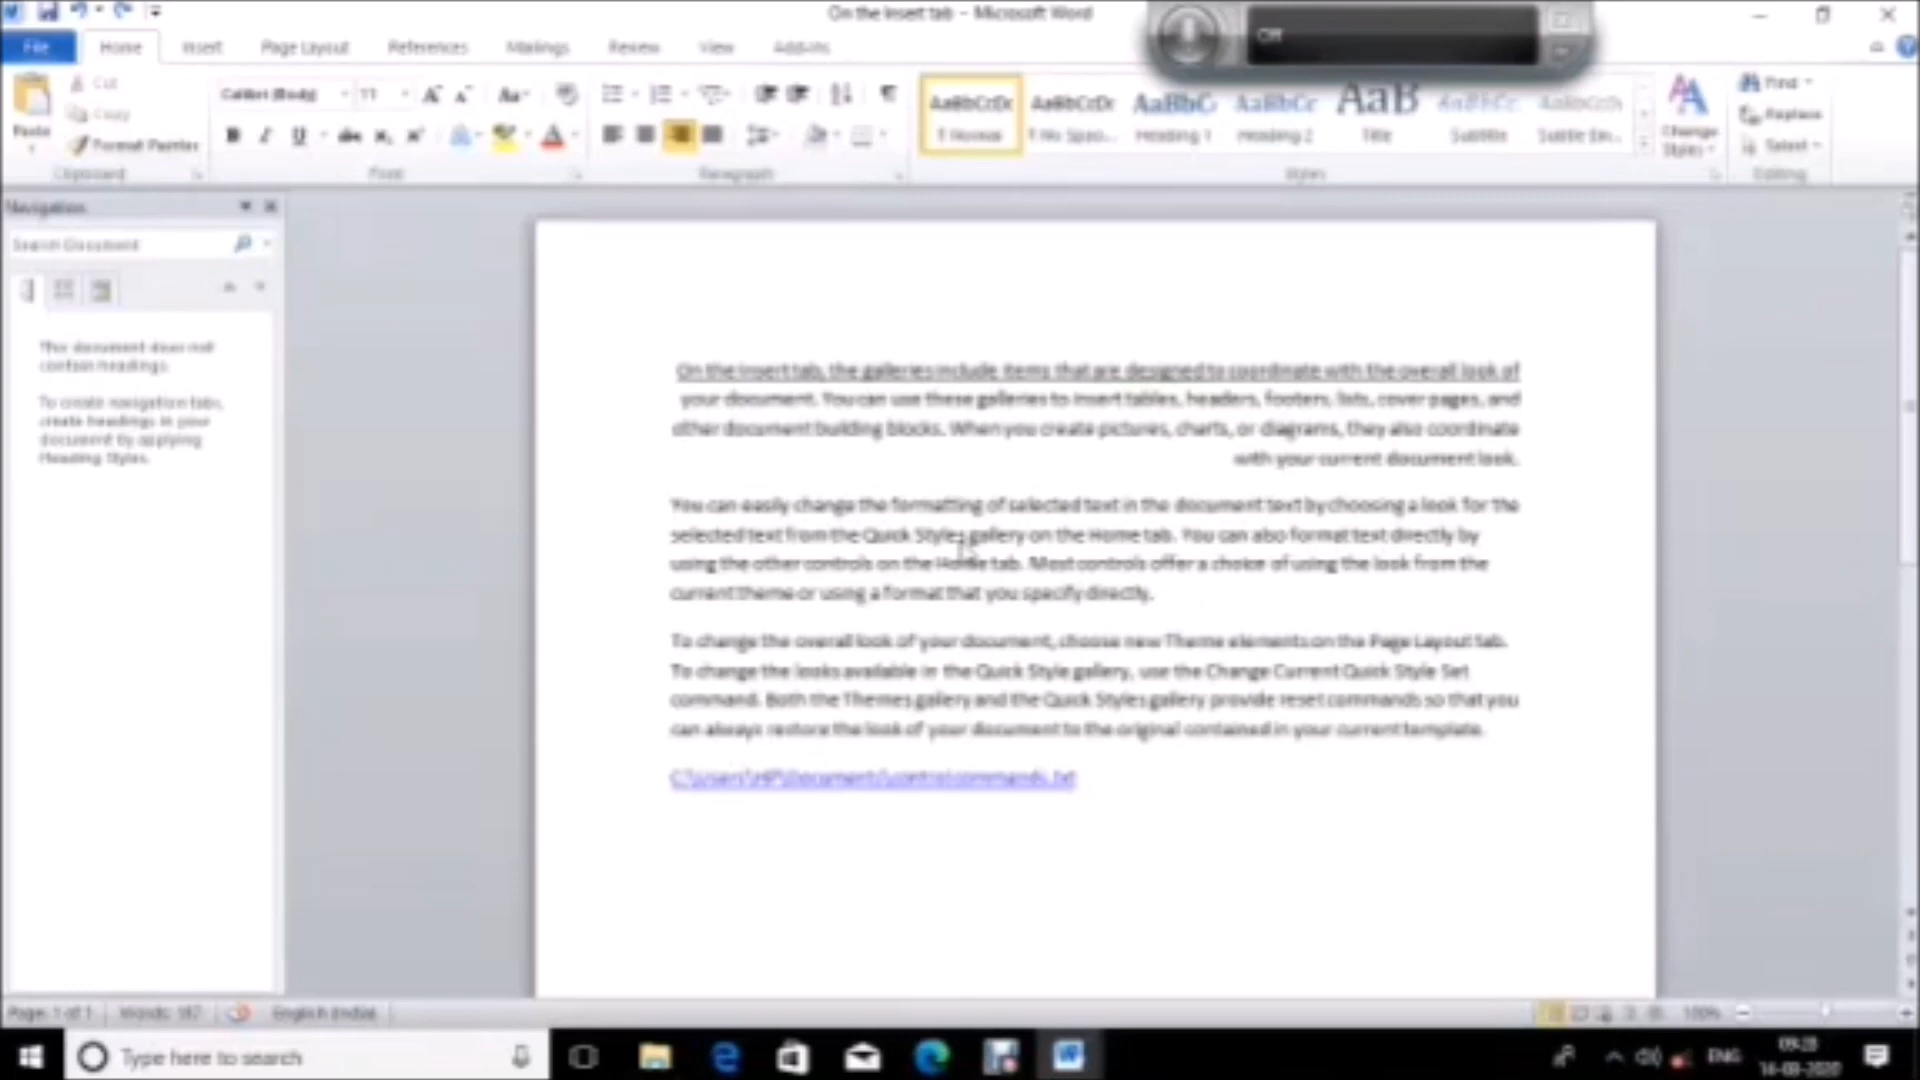 On the Insert tab - Microsoft Word
Off
File Home Insert Page Layout References Mailings Review View Add-Ins
Cut
Copy
Paste
Format Painter
Calibri (Body) 11
AaBbCcDc AaBbCcDc AaBbC AaBbCc AaB AaBbCc AaBbCcDc
Normal No Spaci... Heading 1 Heading 2 Title Subtitle Subtle Em...
Change Styles
Find
Replace
Select
Clipboard Font Paragraph Styles Editing
Navigation
Search Document
This document does not
contain headings.
To create navigation tabs,
create headings in your
document by applying
Heading Styles.
On the Insert tab, the galleries include items that are designed to coordinate with the overall look of
your document. You can use these galleries to insert tables, headers, footers, lists, cover pages, and
other document building blocks. When you create pictures, charts, or diagrams, they also coordinate
with your current document look.
You can easily change the formatting of selected text in the document text by choosing a look for the
selected text from the Quick Styles gallery on the Home tab. You can also format text directly by
using the other controls on the Home tab. Most controls offer a choice of using the look from the
current theme or using a format that you specify directly.
To change the overall look of your document, choose new Theme elements on the Page Layout tab.
To change the looks available in the Quick Style gallery, use the Change Current Quick Style Set
command. Both the Themes gallery and the Quick Styles gallery provide reset commands so that you
can always restore the look of your document to the original contained in your current template.
Page: 1 of 1 Words: 187 English (India) 100%
Type here to search
ENG
14-08-2020